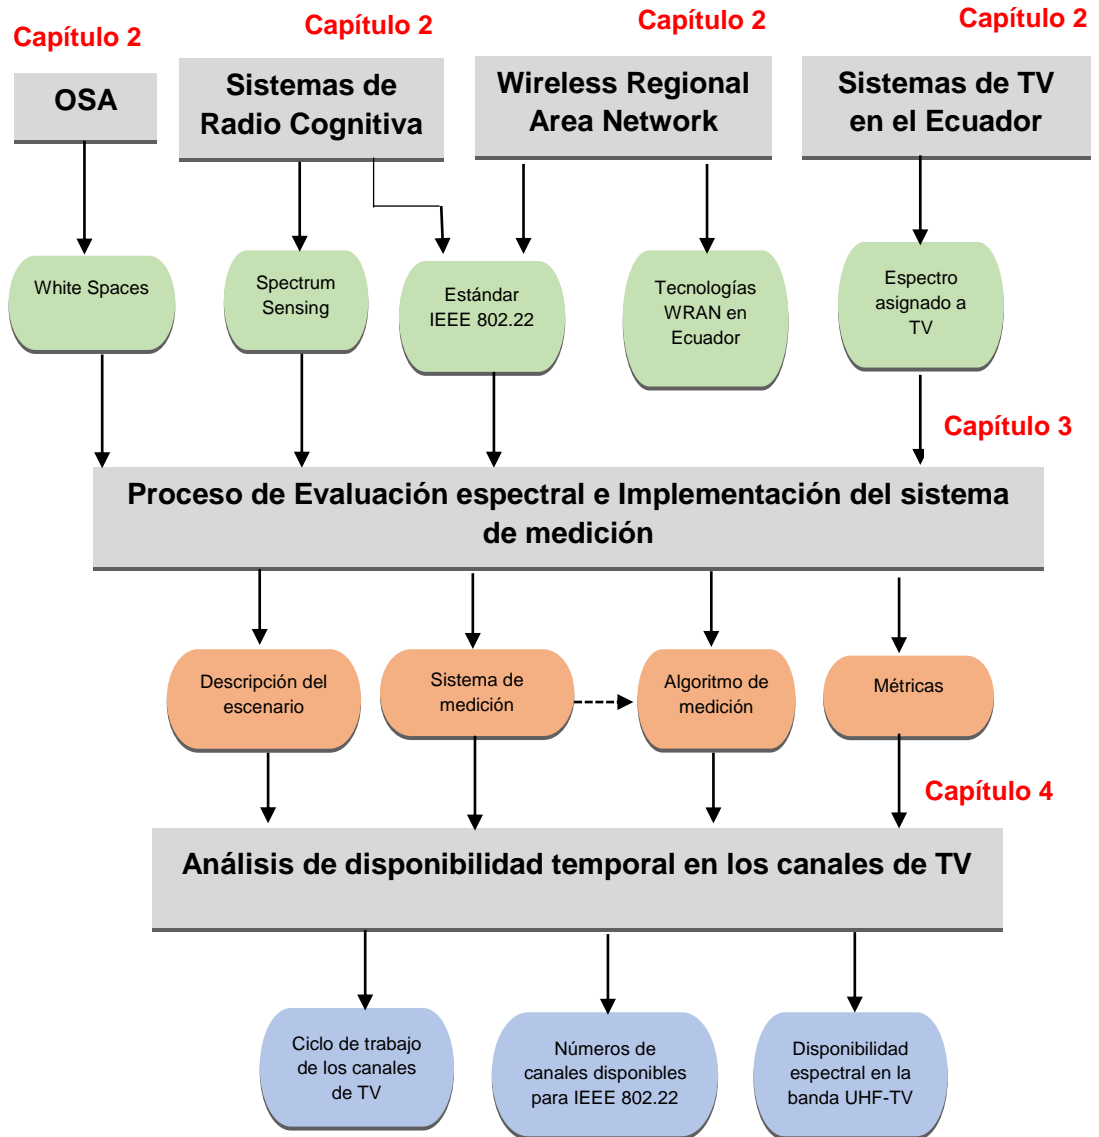 Capítulo 2
Capítulo 2
Capítulo 2
Capítulo 2
OSA
Sistemas de
Radio Cognitiva
Wireless Regional
Area Network
Sistemas de TV
en el Ecuador
White Spaces
Spectrum
Sensing
Estándar
IEEE 802.22
Tecnologías
WRAN en
Ecuador
Espectro
asignado a
TV
Capítulo 3
Proceso de Evaluación espectral e Implementación del sistema
de medición
Descripción del
escenario
Sistema de
medición
Algoritmo de
medición
Métricas
Capítulo 4
Análisis de disponibilidad temporal en los canales de TV
Ciclo de trabajo
de los canales
de TV
Números de
canales disponibles
para IEEE 802.22
Disponibilidad
espectral en la
banda UHF-TV